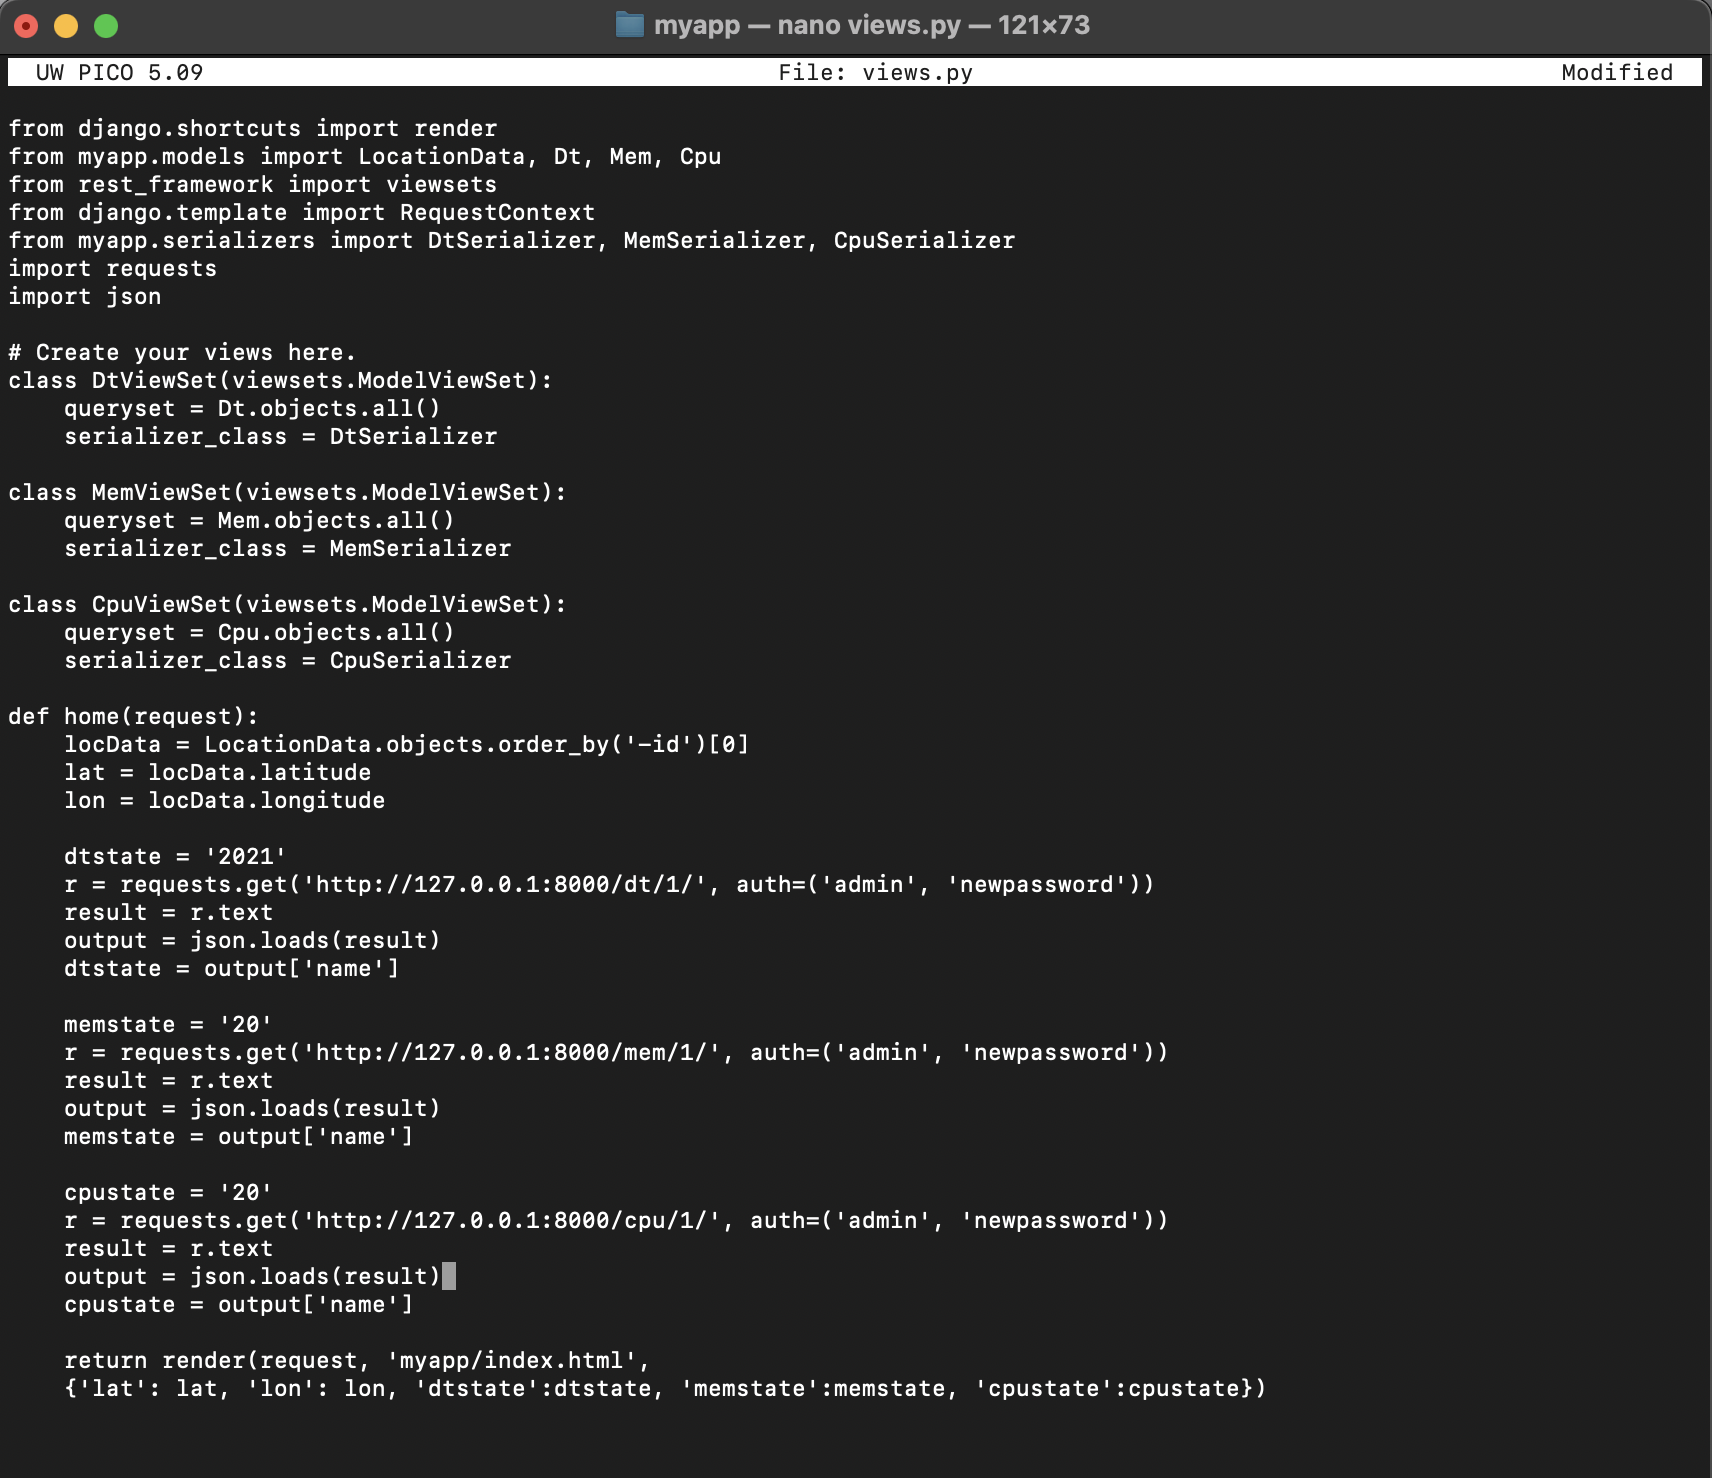 myapp — nano views.py — 121×73
UW PICO 5.09 File: views.py Modified
from django.shortcuts import render
from myapp.models import LocationData, Dt, Mem, Cpu
from rest_framework import viewsets
from django.template import RequestContext
from myapp.serializers import DtSerializer, MemSerializer, CpuSerializer
import requests
import json
# Create your views here.
class DtViewSet(viewsets.ModelViewSet):
    queryset = Dt.objects.all()
    serializer_class = DtSerializer
class MemViewSet(viewsets.ModelViewSet):
    queryset = Mem.objects.all()
    serializer_class = MemSerializer
class CpuViewSet(viewsets.ModelViewSet):
    queryset = Cpu.objects.all()
    serializer_class = CpuSerializer
def home(request):
    locData = LocationData.objects.order_by('-id')[0]
    lat = locData.latitude
    lon = locData.longitude
    dtstate = '2021'
    r = requests.get('http://127.0.0.1:8000/dt/1/', auth=('admin', 'newpassword'))
    result = r.text
    output = json.loads(result)
    dtstate = output['name']
    memstate = '20'
    r = requests.get('http://127.0.0.1:8000/mem/1/', auth=('admin', 'newpassword'))
    result = r.text
    output = json.loads(result)
    memstate = output['name']
    cpustate = '20'
    r = requests.get('http://127.0.0.1:8000/cpu/1/', auth=('admin', 'newpassword'))
    result = r.text
    output = json.loads(result)
    cpustate = output['name']
    return render(request, 'myapp/index.html',
    {'lat': lat, 'lon': lon, 'dtstate':dtstate, 'memstate':memstate, 'cpustate':cpustate})